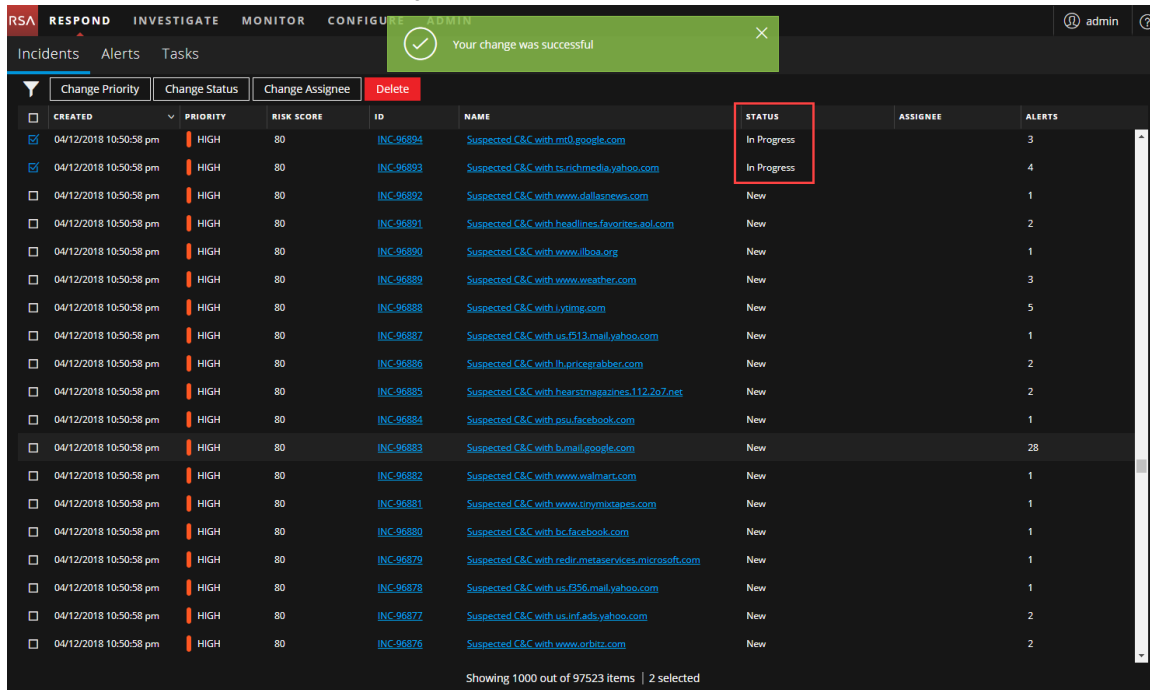 RSA RESPOND INVESTIGATE MONITOR CONFIGURE ADMIN admin
Your change was successful
Incidents Alerts Tasks
Change Priority Change Status Change Assignee Delete
CREATED PRIORITY RISK SCORE ID NAME STATUS ASSIGNEE ALERTS
04/12/2018 10:50:58 pm HIGH 80 INC-96894 Suspected C&C with mt0.google.com In Progress 3
04/12/2018 10:50:58 pm HIGH 80 INC-96893 Suspected C&C with ts.richmedia.yahoo.com In Progress 4
04/12/2018 10:50:58 pm HIGH 80 INC-96892 Suspected C&C with www.dallasnews.com New 1
04/12/2018 10:50:58 pm HIGH 80 INC-96891 Suspected C&C with headlines.favorites.aol.com New 2
04/12/2018 10:50:58 pm HIGH 80 INC-96890 Suspected C&C with www.ilboa.org New 1
04/12/2018 10:50:58 pm HIGH 80 INC-96889 Suspected C&C with www.weather.com New 3
04/12/2018 10:50:58 pm HIGH 80 INC-96888 Suspected C&C with i.ytimg.com New 5
04/12/2018 10:50:58 pm HIGH 80 INC-96887 Suspected C&C with us.f513.mail.yahoo.com New 1
04/12/2018 10:50:58 pm HIGH 80 INC-96886 Suspected C&C with lh.pricegrabber.com New 2
04/12/2018 10:50:58 pm HIGH 80 INC-96885 Suspected C&C with hearstmagazines.112.2o7.net New 2
04/12/2018 10:50:58 pm HIGH 80 INC-96884 Suspected C&C with psu.facebook.com New 1
04/12/2018 10:50:58 pm HIGH 80 INC-96883 Suspected C&C with b.mail.google.com New 28
04/12/2018 10:50:58 pm HIGH 80 INC-96882 Suspected C&C with www.walmart.com New 1
04/12/2018 10:50:58 pm HIGH 80 INC-96881 Suspected C&C with www.tinymixtapes.com New 1
04/12/2018 10:50:58 pm HIGH 80 INC-96880 Suspected C&C with bc.facebook.com New 1
04/12/2018 10:50:58 pm HIGH 80 INC-96879 Suspected C&C with redir.metaservices.microsoft.com New 1
04/12/2018 10:50:58 pm HIGH 80 INC-96878 Suspected C&C with us.f356.mail.yahoo.com New 1
04/12/2018 10:50:58 pm HIGH 80 INC-96877 Suspected C&C with us.inf.ads.yahoo.com New 2
04/12/2018 10:50:58 pm HIGH 80 INC-96876 Suspected C&C with www.orbitz.com New 2
Showing 1000 out of 97523 items | 2 selected